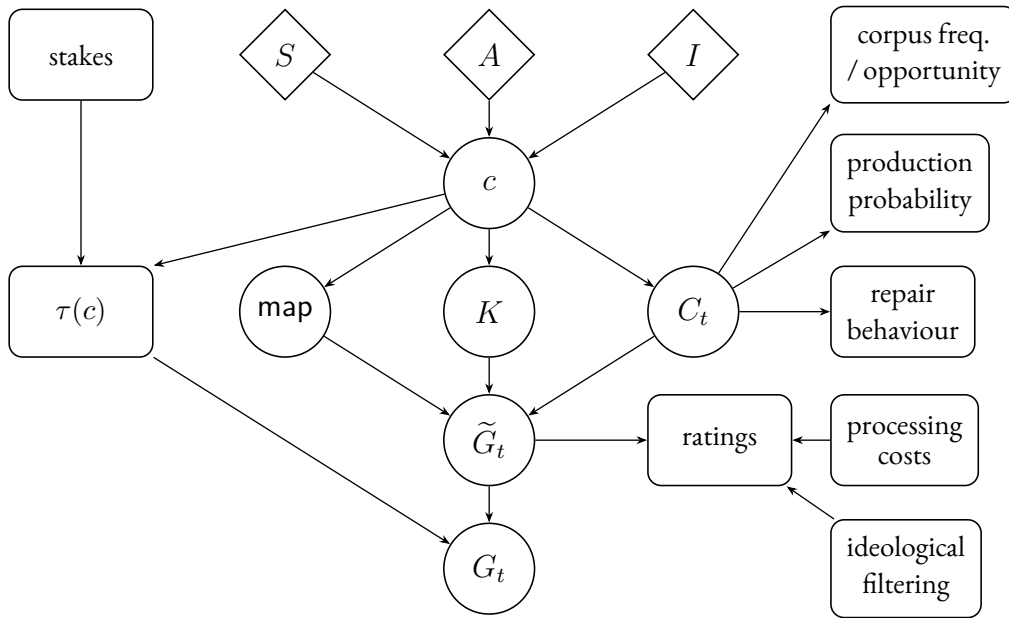 stakes
S
A
I
corpus freq.
/ opportunity
c
production
probability
τ(c)
map
K
C_t
repair
behaviour
G̃_t
ratings
processing
costs
G_t
ideological
filtering